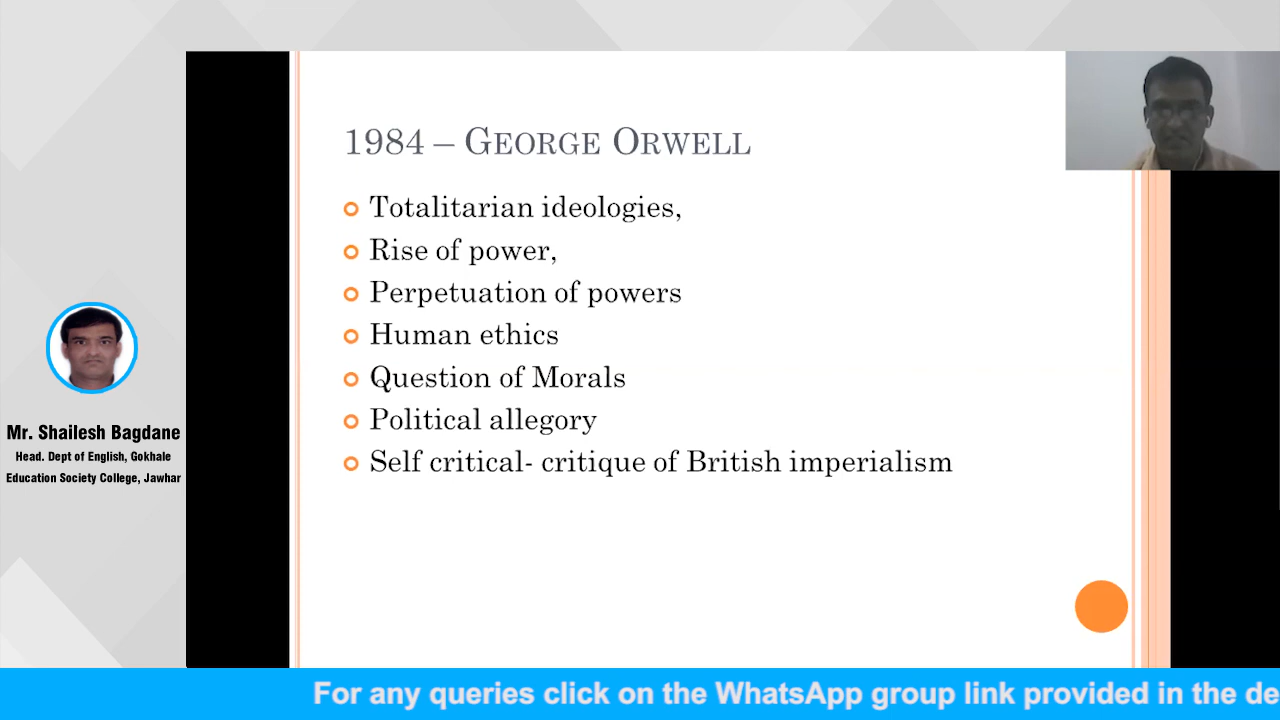 1984 – GEORGE ORWELL
Totalitarian ideologies,
Rise of power,
Perpetuation of powers
Human ethics
Question of Morals
Political allegory
Self critical- critique of British imperialism
Mr. Shailesh Bagdane
Head. Dept of English, Gokhale
Education Society College, Jawhar
For any queries click on the WhatsApp group link provided in the de